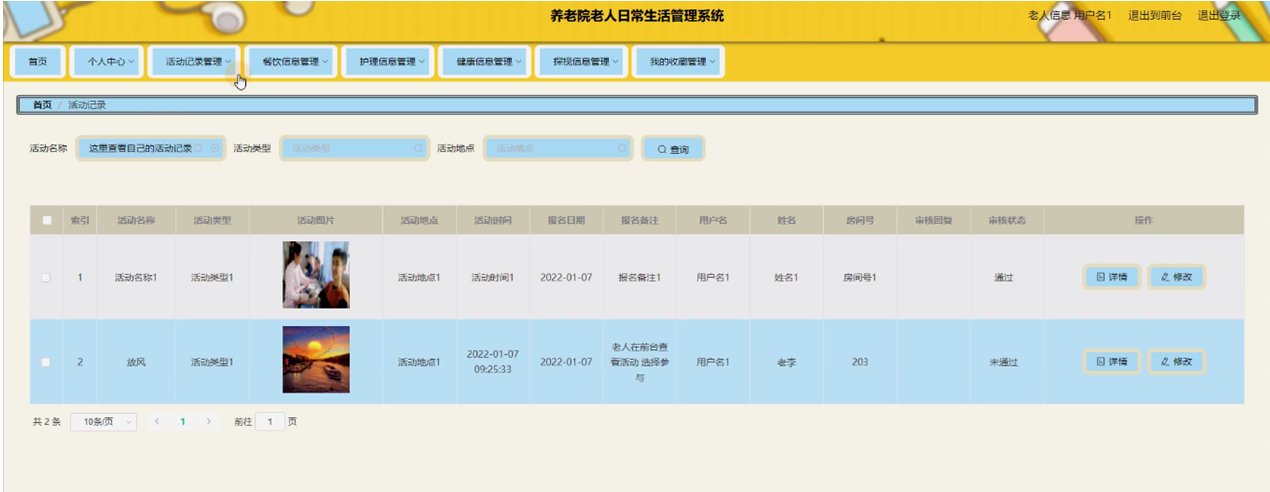 养老院老人日常生活管理系统
老人信息 用户名1 退出到前台 退出登录
首页 个人中心 活动记录管理 餐饮信息管理 护理信息管理 健康信息管理 探视信息管理 我的收藏管理
首页 / 活动记录
活动名称 这里查看自己的活动记录 活动类型 活动类型 活动地点 活动地点 查询
索引 活动名称 活动类型 活动图片 活动地点 活动时间 报名日期 报名备注 用户名 姓名 房间号 审核回复 审核状态 操作
1 活动名称1 活动类型1 活动地点1 活动时间1 2022-01-07 报名备注1 用户名1 姓名1 房间号1 通过 详情 修改
2 放风 活动类型1 活动地点1 2022-01-07 09:25:33 2022-01-07 老人在前台查看活动 选择参与 用户名1 老李 203 未通过 详情 修改
共 2 条 10条/页 1 前往 1 页